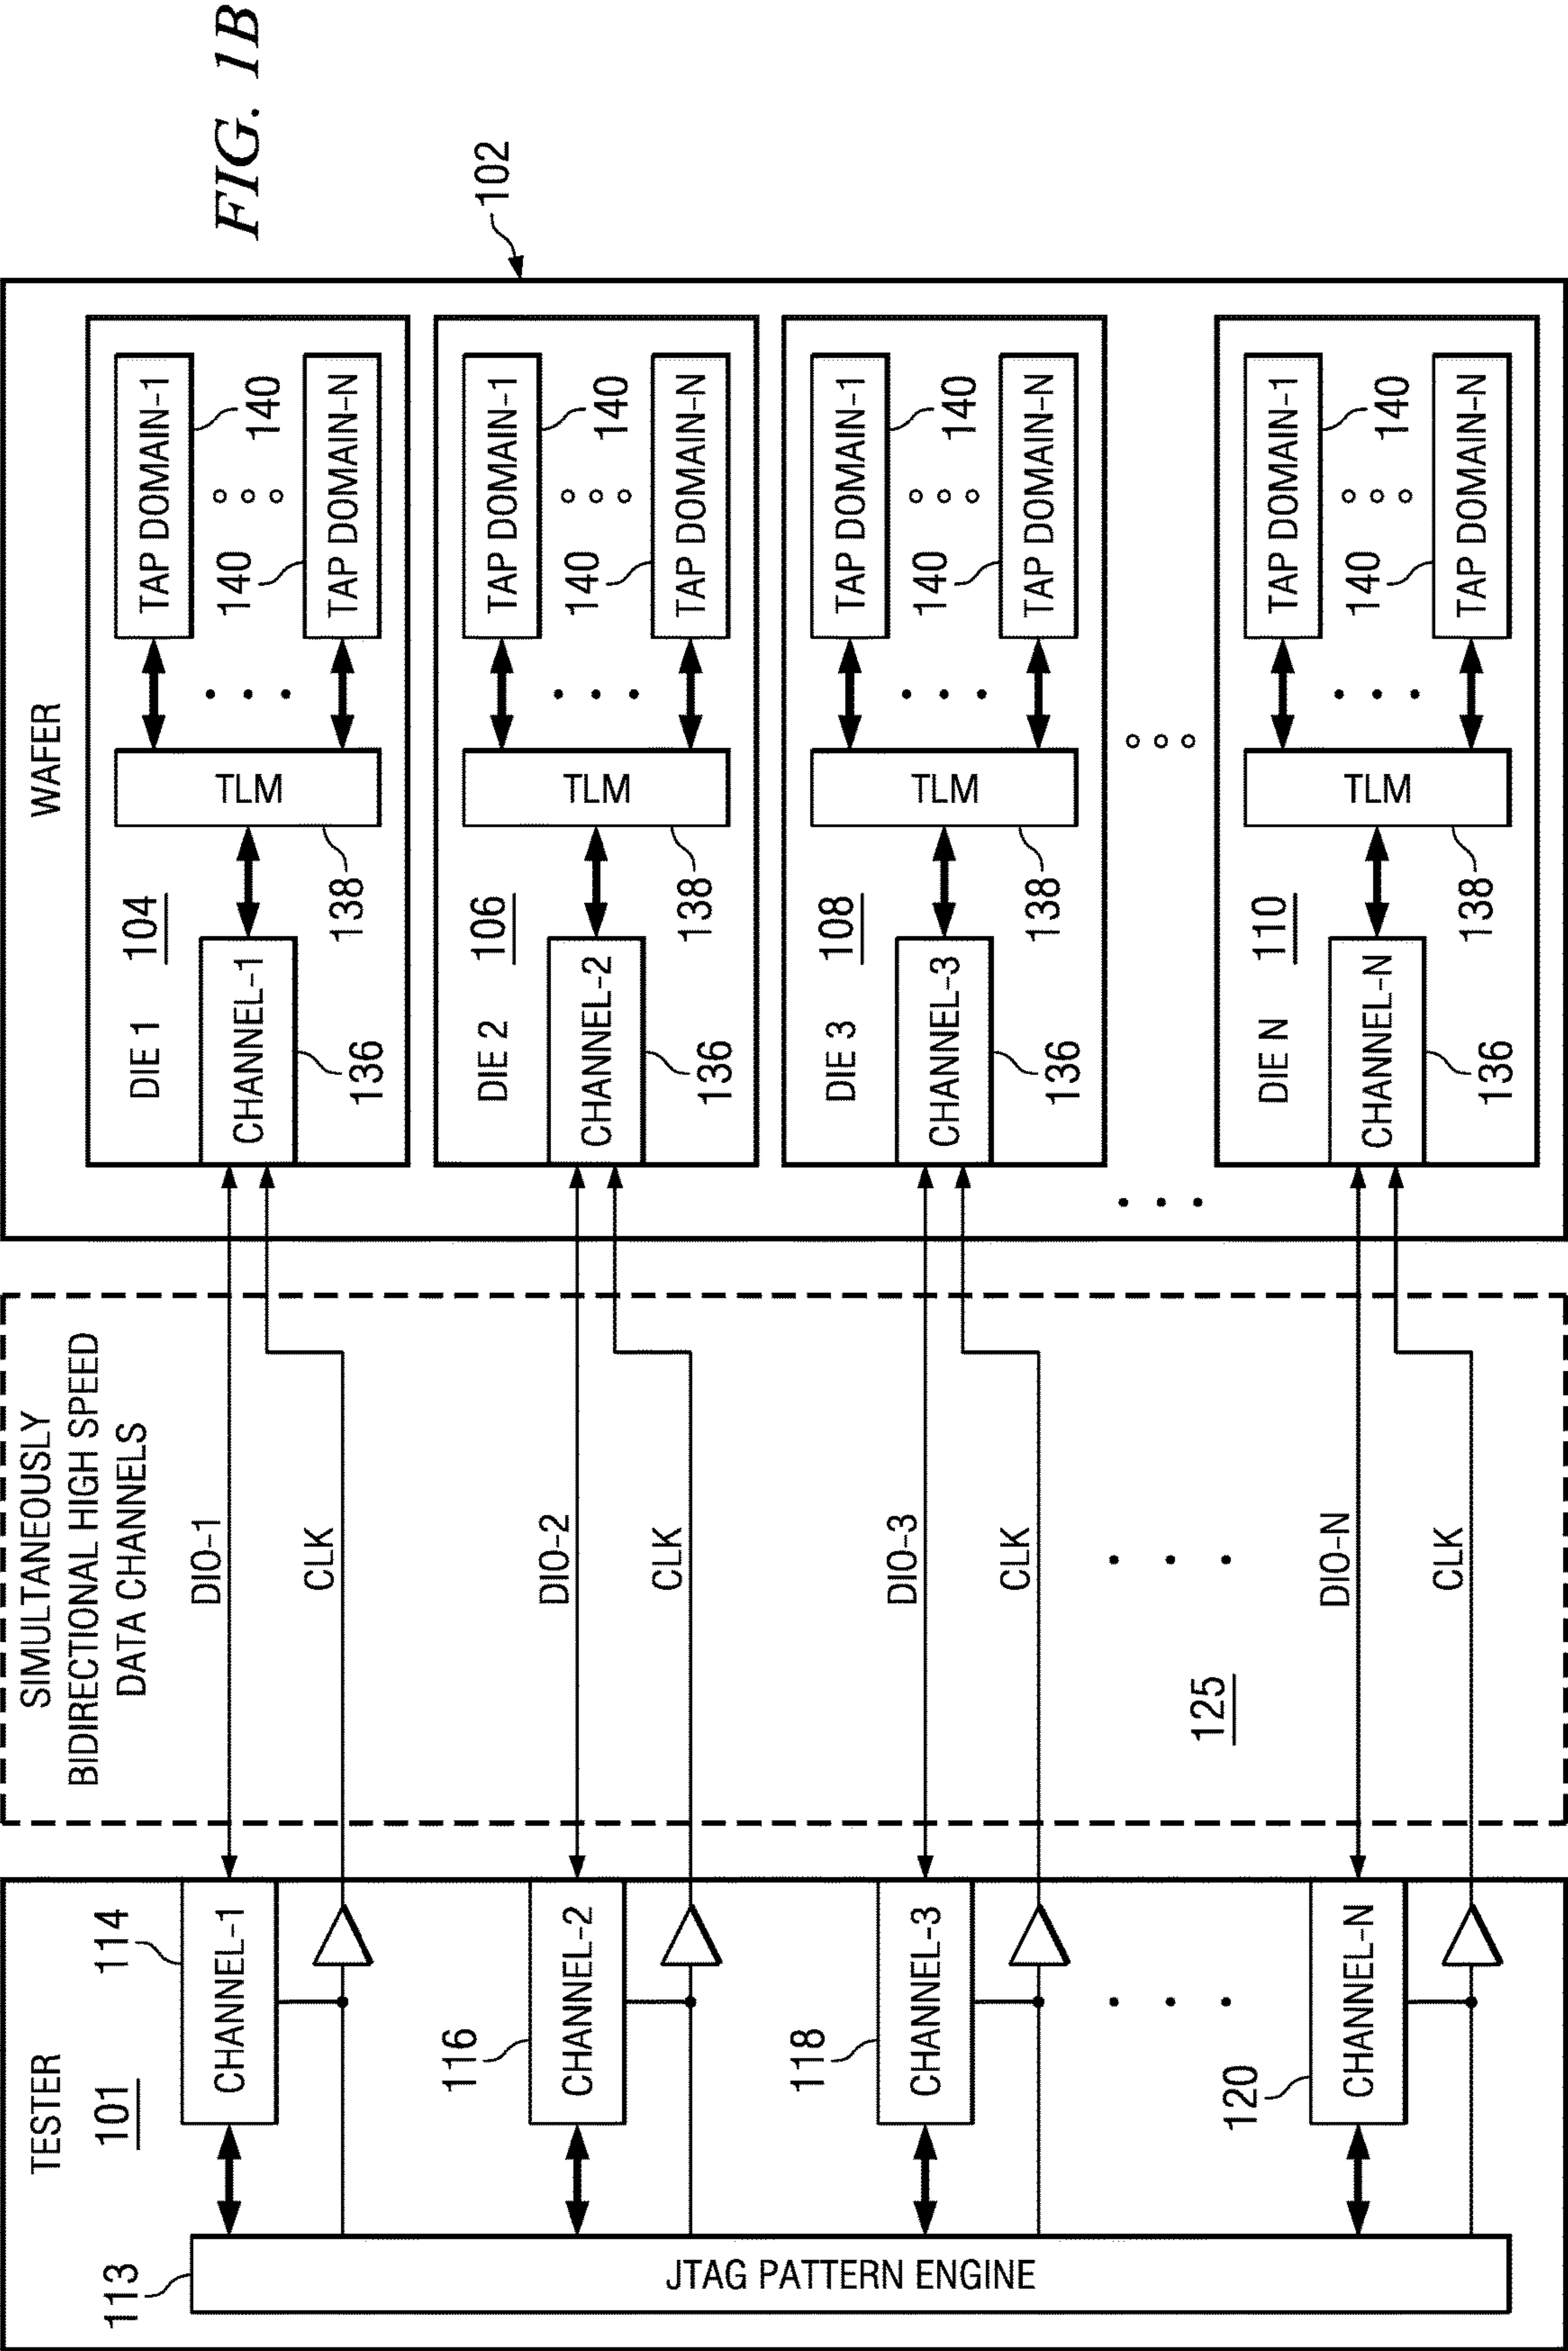 FIG. 1B
TESTER
101
113
JTAG PATTERN ENGINE
114
CHANNEL-1
116
CHANNEL-2
118
CHANNEL-3
120
CHANNEL-N
SIMULTANEOUSLY
BIDIRECTIONAL HIGH SPEED
DATA CHANNELS
DIO-1
CLK
DIO-2
CLK
DIO-3
CLK
125
DIO-N
CLK
WAFER
102
DIE 1
104
CHANNEL-1
136
TLM
138
TAP DOMAIN-1
140
140
TAP DOMAIN-N
DIE 2
106
CHANNEL-2
136
TLM
138
TAP DOMAIN-1
140
140
TAP DOMAIN-N
DIE 3
108
CHANNEL-3
136
TLM
138
TAP DOMAIN-1
140
140
TAP DOMAIN-N
DIE N
110
CHANNEL-N
136
TLM
138
TAP DOMAIN-1
140
140
TAP DOMAIN-N